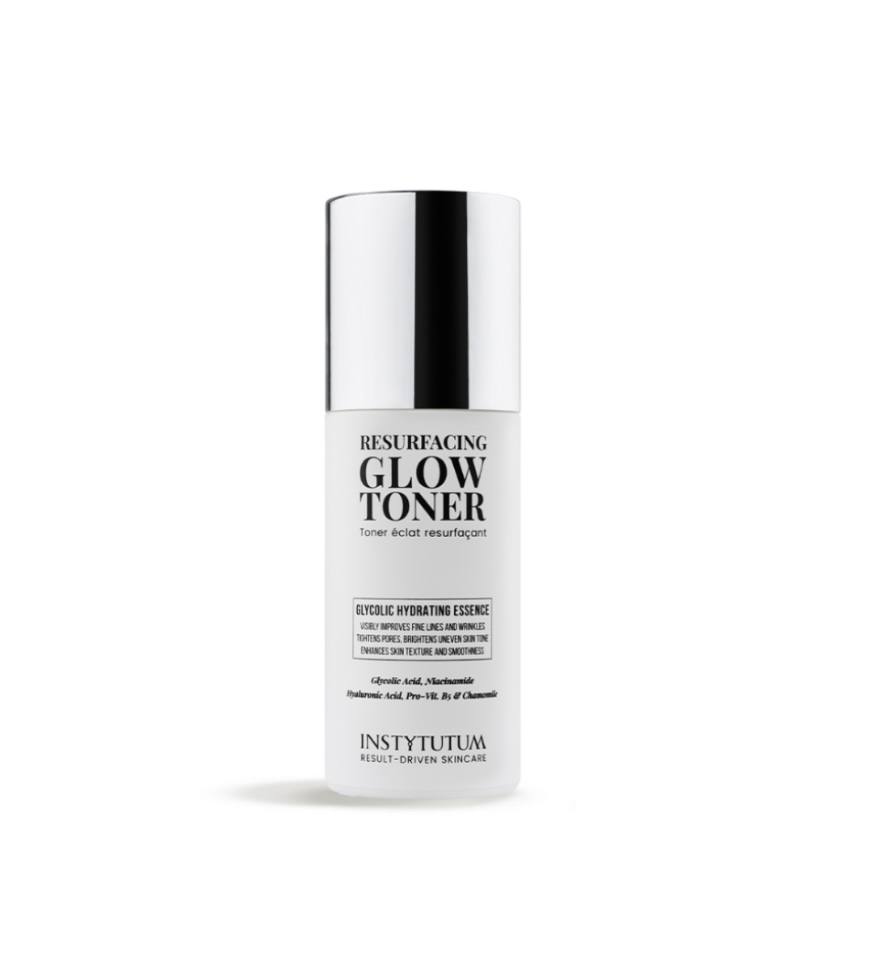 RESURFACING
GLOW
TONER
Toner éclat resurfaçant
GLYCOLIC HYDRATING ESSENCE
VISIBLY IMPROVES FINE LINES AND WRINKLES
TIGHTENS PORES, BRIGHTENS UNEVEN SKIN TONE
ENHANCES SKIN TEXTURE AND SMOOTHNESS
Glycolic Acid, Niacinamide
Hyaluronic Acid, Pro-Vit. B5 & Chamomile
INSTYTUTUM
RESULT-DRIVEN SKINCARE